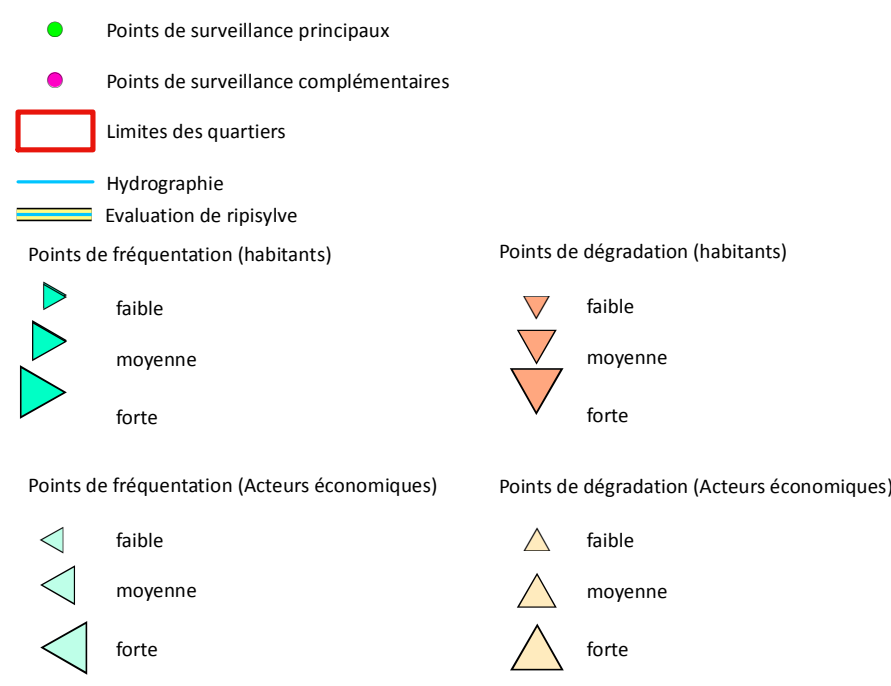 Points de surveillance principaux
Points de surveillance complémentaires
Limites des quartiers
Hydrographie
Evaluation de ripisylve
Points de fréquentation (habitants)
faible
moyenne
forte
Points de dégradation (habitants)
faible
moyenne
forte
Points de fréquentation (Acteurs économiques)
faible
moyenne
forte
Points de dégradation (Acteurs économiques)
faible
moyenne
forte